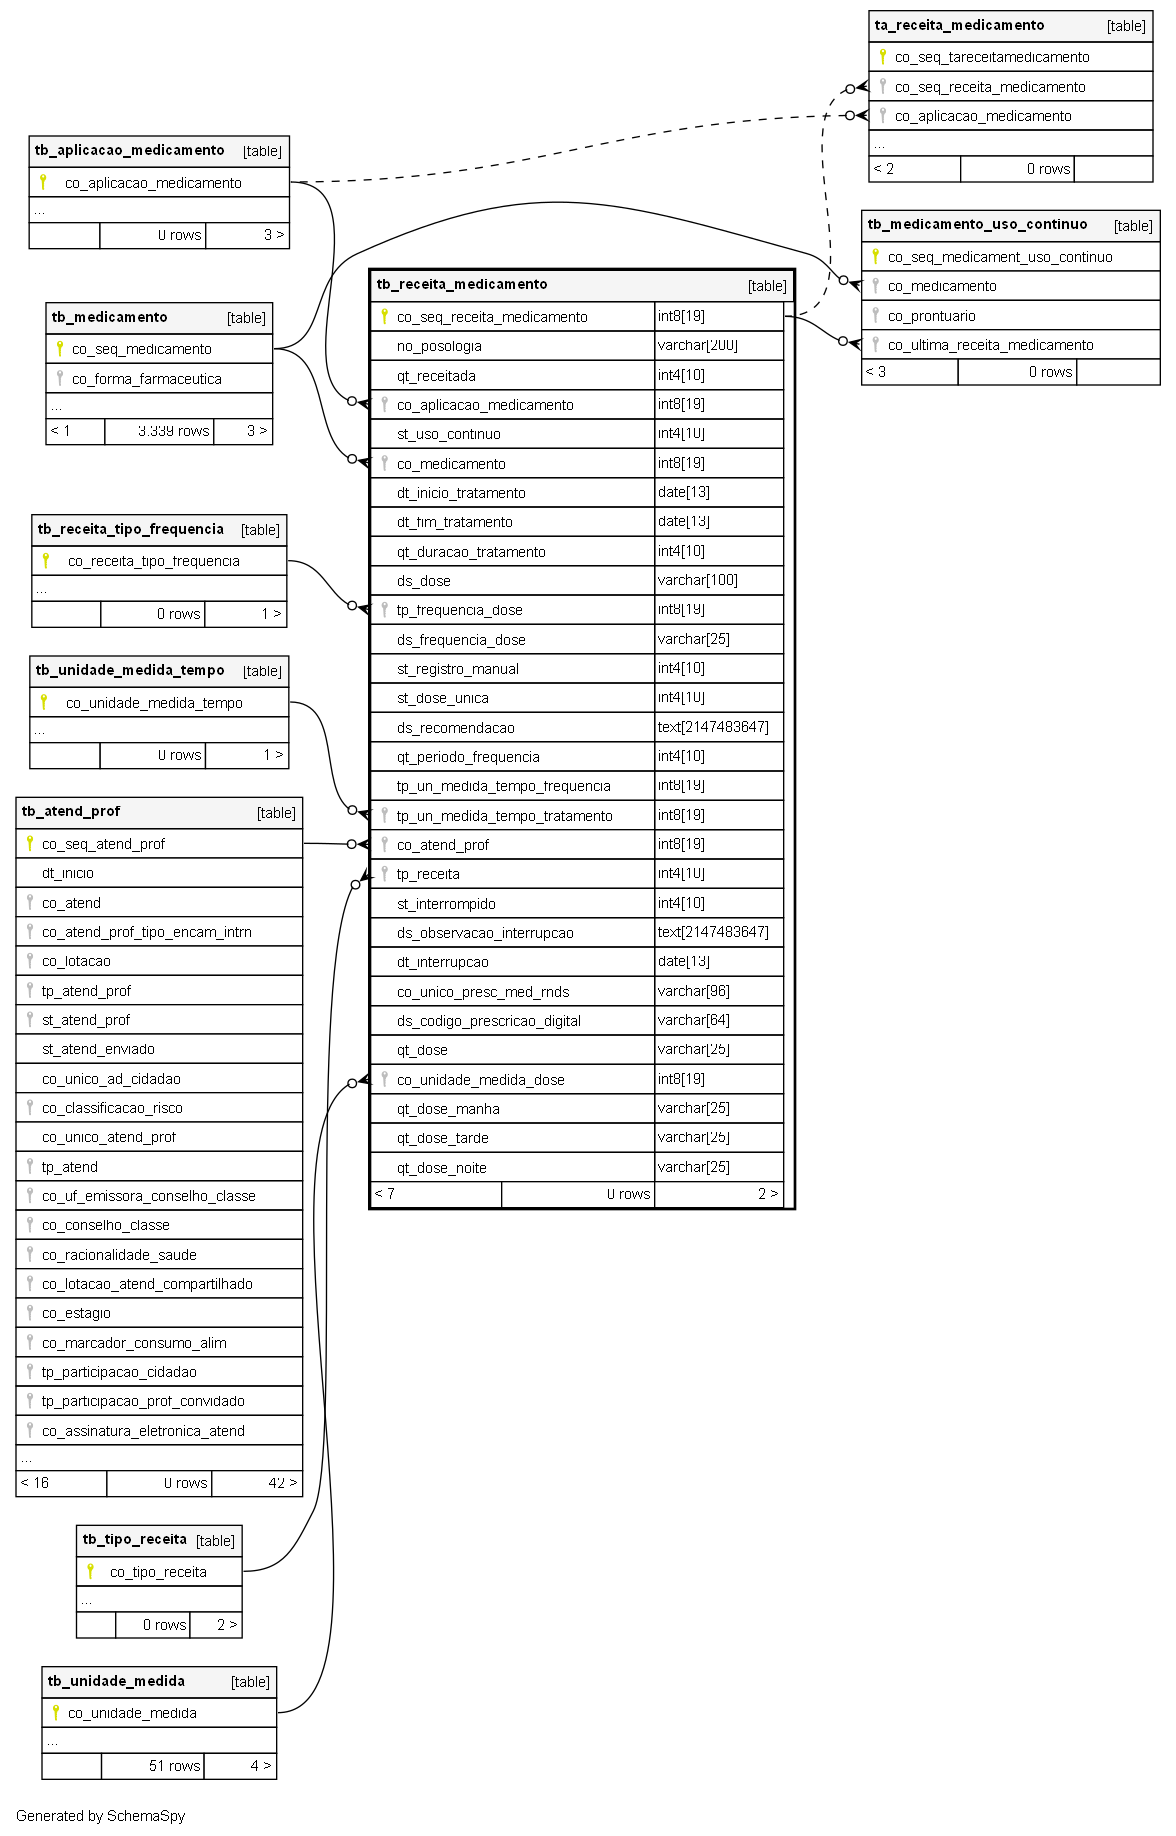 ta_receita_medicamento [table]
co_seq_tareceitamedicamento
co_seq_receita_medicamento
co_aplicacao_medicamento
...
< 2 0 rows
tb_aplicacao_medicamento [table]
co_aplicacao_medicamento
...
0 rows 3 >
tb_medicamento_uso_continuo [table]
co_seq_medicament_uso_continuo
co_medicamento
co_prontuario
co_ultima_receita_medicamento
< 3 0 rows
tb_medicamento [table]
co_seq_medicamento
co_forma_farmaceutica
...
< 1 3.339 rows 3 >
tb_receita_tipo_frequencia [table]
co_receita_tipo_frequencia
...
0 rows 1 >
tb_unidade_medida_tempo [table]
co_unidade_medida_tempo
...
0 rows 1 >
tb_atend_prof [table]
co_seq_atend_prof
dt_inicio
co_atend
co_atend_prof_tipo_encam_intrn
co_lotacao
tp_atend_prof
st_atend_prof
st_atend_enviado
co_unico_ad_cidadao
co_classificacao_risco
co_unico_atend_prof
tp_atend
co_uf_emissora_conselho_classe
co_conselho_classe
co_racionalidade_saude
co_lotacao_atend_compartilhado
co_estagio
co_marcador_consumo_alim
tp_participacao_cidadao
tp_participacao_prof_convidado
co_assinatura_eletronica_atend
...
< 16 0 rows 42 >
tb_tipo_receita [table]
co_tipo_receita
...
0 rows 2 >
tb_unidade_medida [table]
co_unidade_medida
...
51 rows 4 >
tb_receita_medicamento [table]
co_seq_receita_medicamento int8[19]
no_posologia varchar[200]
qt_receitada int4[10]
co_aplicacao_medicamento int8[19]
st_uso_continuo int4[10]
co_medicamento int8[19]
dt_inicio_tratamento date[13]
dt_fim_tratamento date[13]
qt_duracao_tratamento int4[10]
ds_dose varchar[100]
tp_frequencia_dose int8[19]
ds_frequencia_dose varchar[25]
st_registro_manual int4[10]
st_dose_unica int4[10]
ds_recomendacao text[2147483647]
qt_periodo_frequencia int4[10]
tp_un_medida_tempo_frequencia int8[19]
tp_un_medida_tempo_tratamento int8[19]
co_atend_prof int8[19]
tp_receita int4[10]
st_interrompido int4[10]
ds_observacao_interrupcao text[2147483647]
dt_interrupcao date[13]
co_unico_presc_med_rnds varchar[96]
ds_codigo_prescricao_digital varchar[64]
qt_dose varchar[25]
co_unidade_medida_dose int8[19]
qt_dose_manha varchar[25]
qt_dose_tarde varchar[25]
qt_dose_noite varchar[25]
< 7 0 rows 2 >
Generated by SchemaSpy